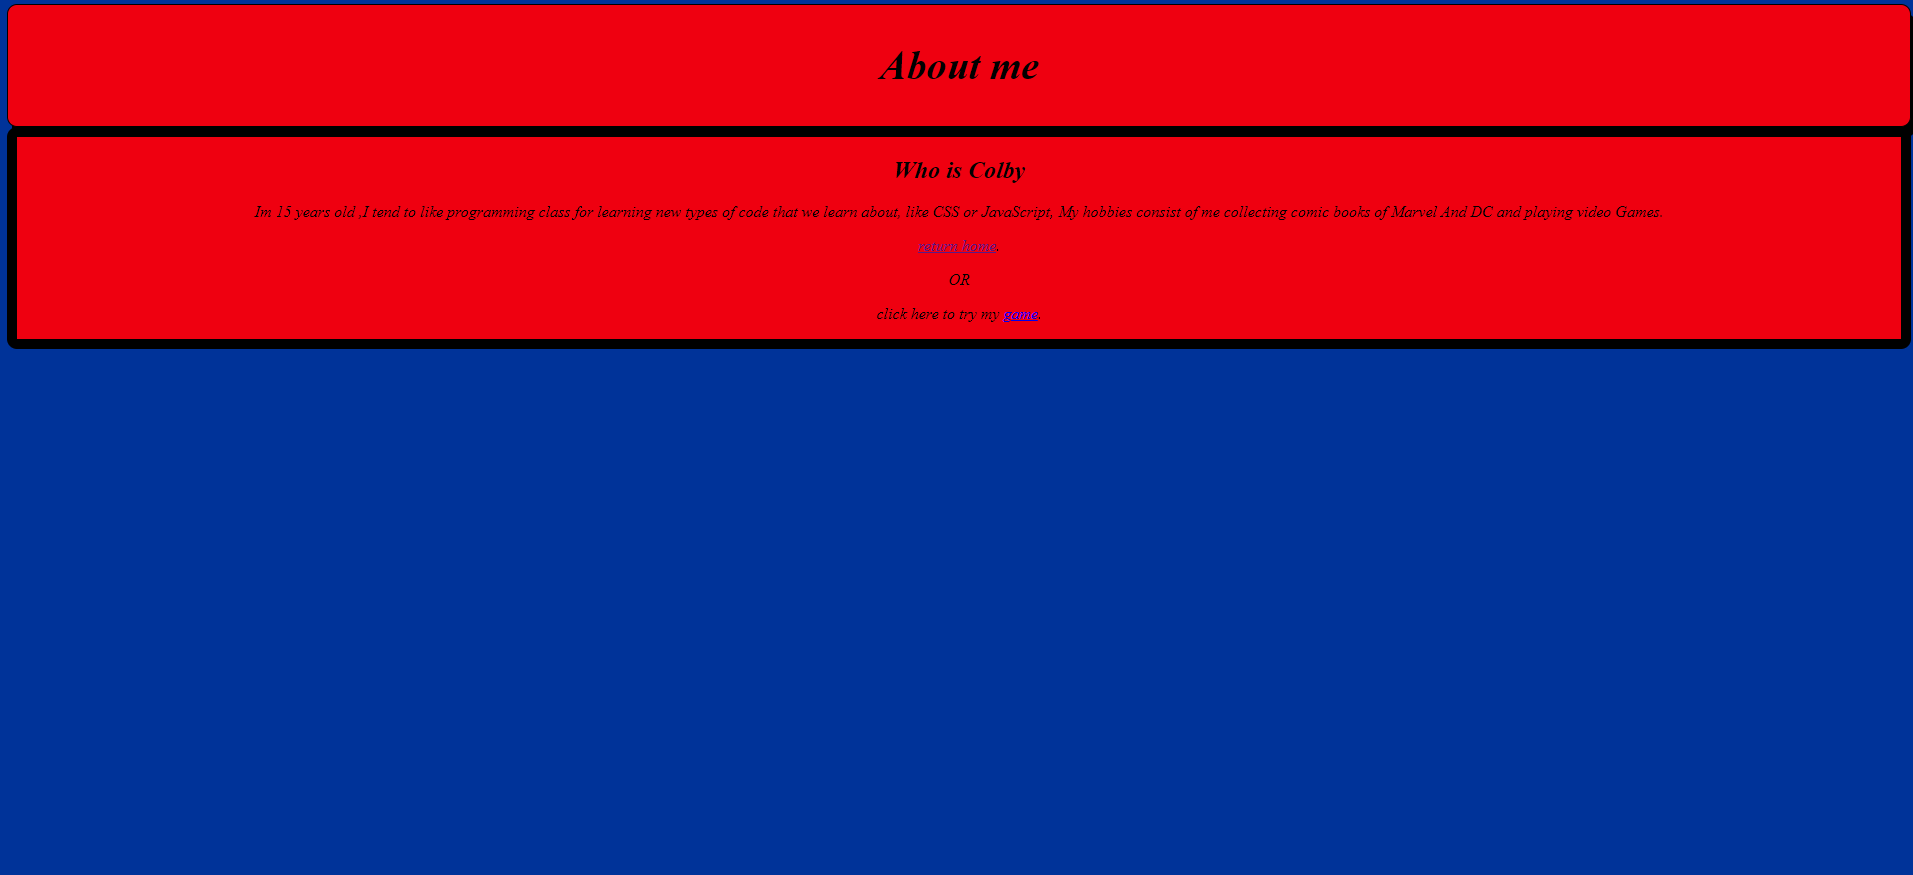 About me
Who is Colby
Im 15 years old ,I tend to like programming class for learning new types of code that we learn about, like CSS or JavaScript, My hobbies consist of me collecting comic books of Marvel And DC and playing video Games.
return home.
OR
click here to try my game.